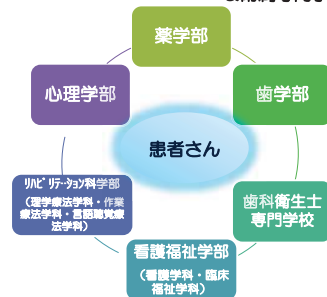 薬学部
心理学部
歯学部
患者さん
ﾘﾊﾋﾞﾘﾃｰｼｮﾝ科学部
（理学療法学科・作業
療法学科・言語聴覚療
法学科）
歯科衛生士
専門学校
看護福祉学部
（看護学科・臨床
福祉学科）